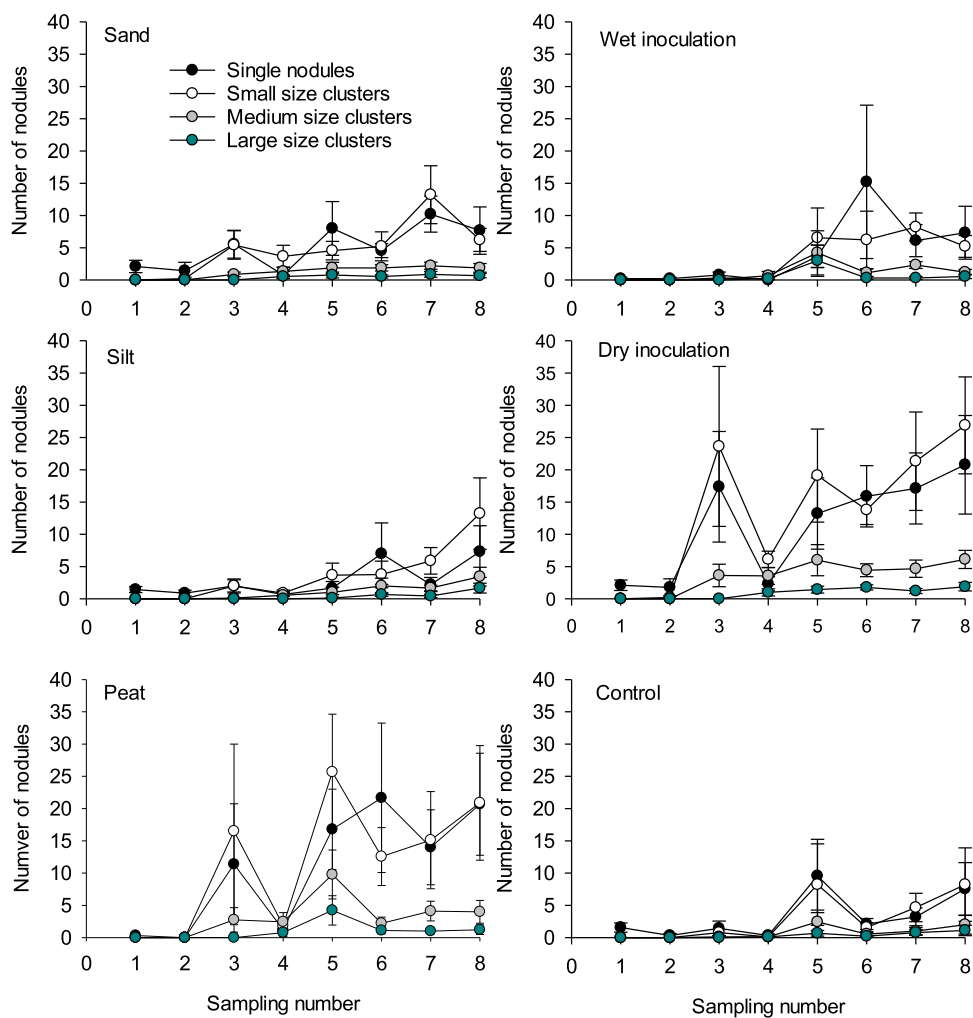 Sand
Single nodules
Small size clusters
Medium size clusters
Large size clusters
Number of nodules
40
35
30
25
20
15
10
5
0
0 1 2 3 4 5 6 7 8
Wet inoculation
Number of nodules
40
35
30
25
20
15
10
5
0
0 1 2 3 4 5 6 7 8
Silt
Number of nodules
40
35
30
25
20
15
10
5
0
0 1 2 3 4 5 6 7 8
Dry inoculation
Number of nodules
40
35
30
25
20
15
10
5
0
0 1 2 3 4 5 6 7 8
Peat
Numver of nodules
40
35
30
25
20
15
10
5
0
0 1 2 3 4 5 6 7 8
Sampling number
Control
Number of nodules
40
35
30
25
20
15
10
5
0
0 1 2 3 4 5 6 7 8
Sampling number